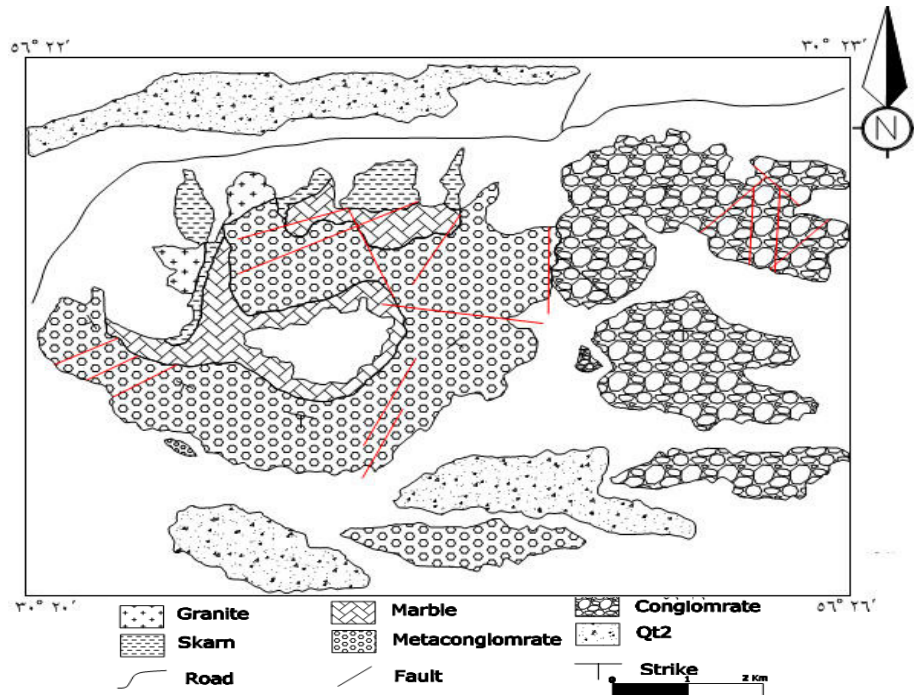 ٥٦° ٢٢′
٣٠° ٢٣′
N
٣٠° ٢٠′
٥٦° ٢٦′
Granite
Marble
Conglomrate
Skarn
Metaconglomrate
Qt2
Road
Fault
Strike
1 2 Km